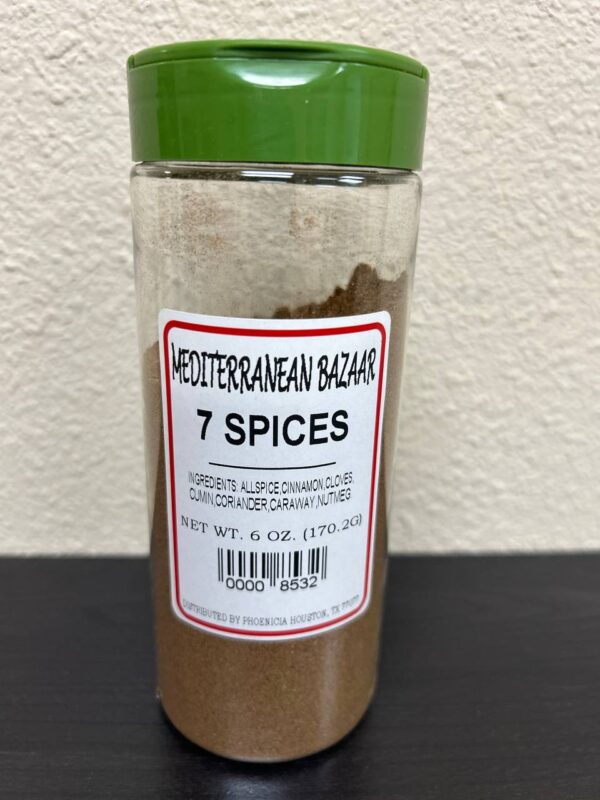 MEDITERRANEAN BAZAAR
7 SPICES
INGREDIENTS: ALLSPICE,CINNAMON,CLOVES,
CUMIN,CORIANDER,CARAWAY,NUTMEG.
NET WT. 6 OZ. (170.2G)
0000 8532
DISTRIBUTED BY PHOENICIA HOUSTON, TX 77077